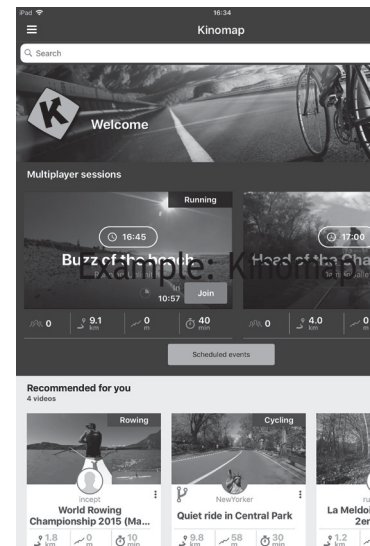 iPad 16:34
Kinomap
Search
K
Welcome
Multiplayer sessions
Running
16:45
17:00
Buzz of the beach
Head of the Cha
Example: Kinomap
in
10:57
Join
0
9.1
km
0
m
40
min
0
4.0
km
0
m
Scheduled events
Recommended for you
4 videos
Rowing
Cycling
incept
NewYorker
ru
World Rowing
Championship 2015 (Ma...
Quiet ride in Central Park
La Meldoi
2er
1.8
km
0
m
10
min
9.8
km
58
m
30
min
1.2
km